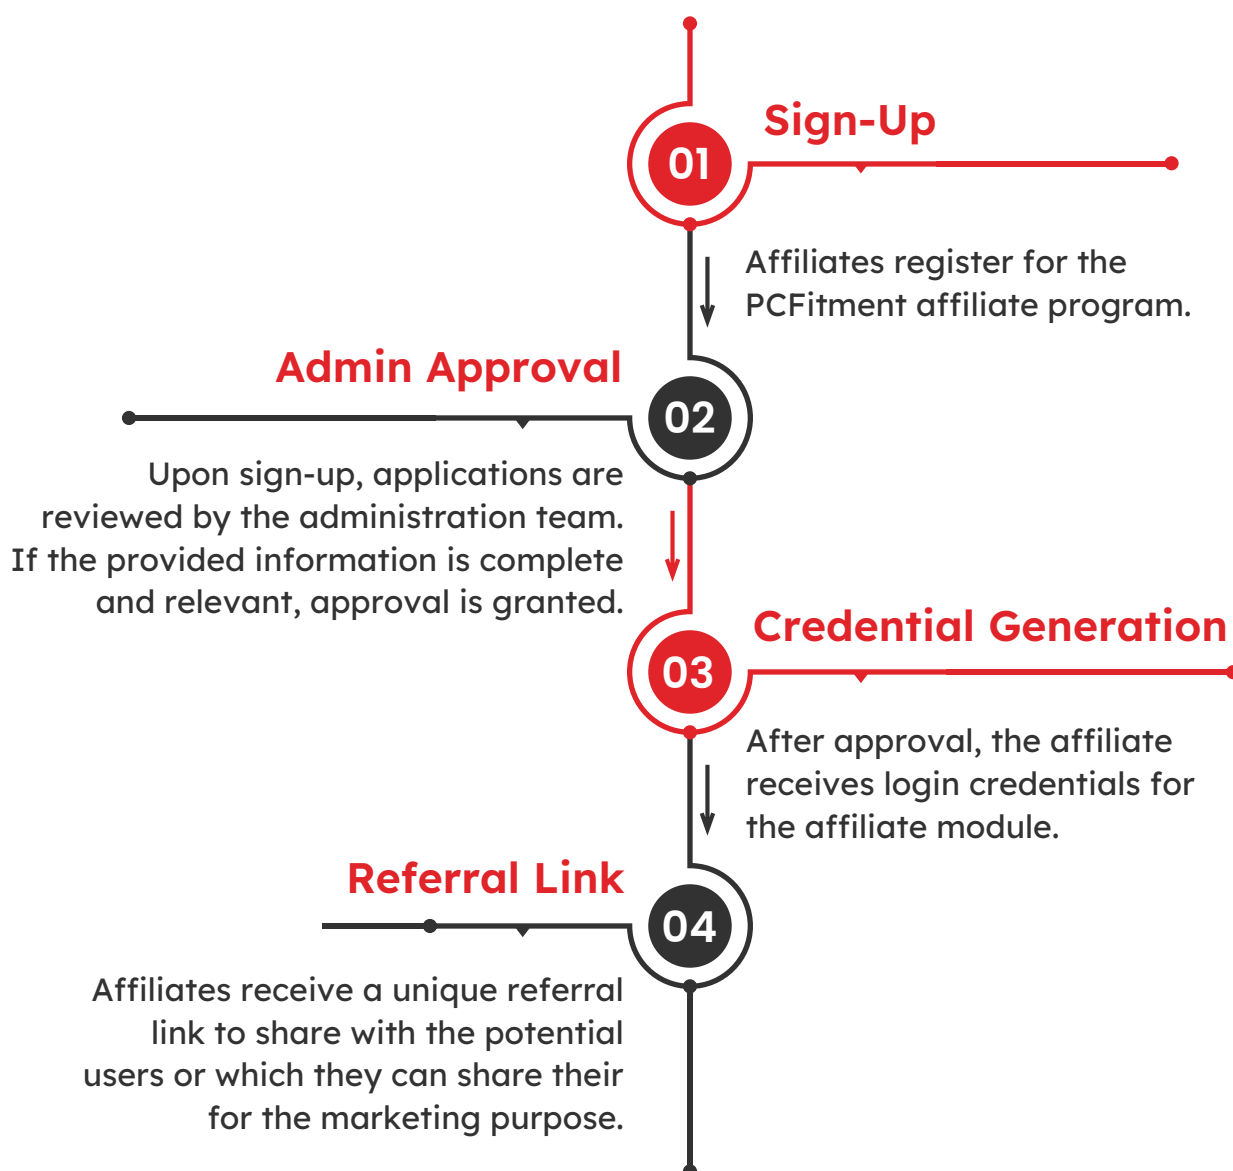 Sign-Up
01
Affiliates register for the
PCFitment affiliate program.
Admin Approval
02
Upon sign-up, applications are
reviewed by the administration team.
If the provided information is complete
and relevant, approval is granted.
Credential Generation
03
After approval, the affiliate
receives login credentials for
the affiliate module.
Referral Link
04
Affiliates receive a unique referral
link to share with the potential
users or which they can share their
for the marketing purpose.